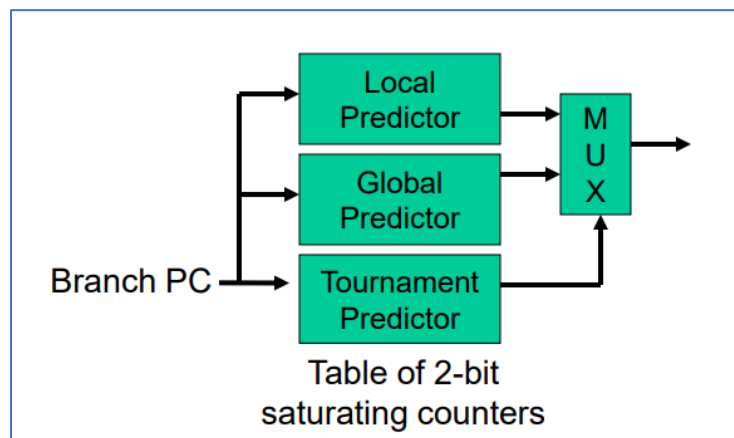 Local
Predictor
Global
Predictor
Branch PC
Tournament
Predictor
M
U
X
Table of 2-bit
saturating counters